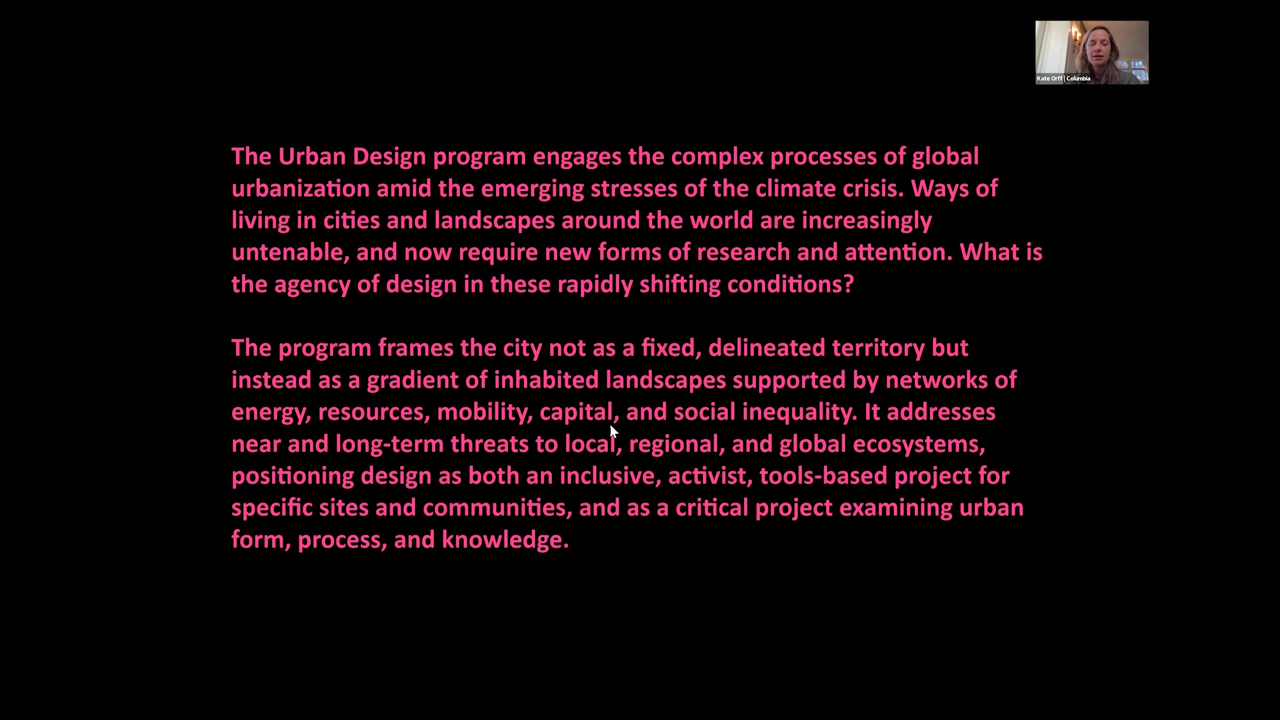 Kate Orff | Columbia
The Urban Design program engages the complex processes of global
urbanization amid the emerging stresses of the climate crisis. Ways of
living in cities and landscapes around the world are increasingly
untenable, and now require new forms of research and attention. What is
the agency of design in these rapidly shifting conditions?
The program frames the city not as a fixed, delineated territory but
instead as a gradient of inhabited landscapes supported by networks of
energy, resources, mobility, capital, and social inequality. It addresses
near and long-term threats to local, regional, and global ecosystems,
positioning design as both an inclusive, activist, tools-based project for
specific sites and communities, and as a critical project examining urban
form, process, and knowledge.